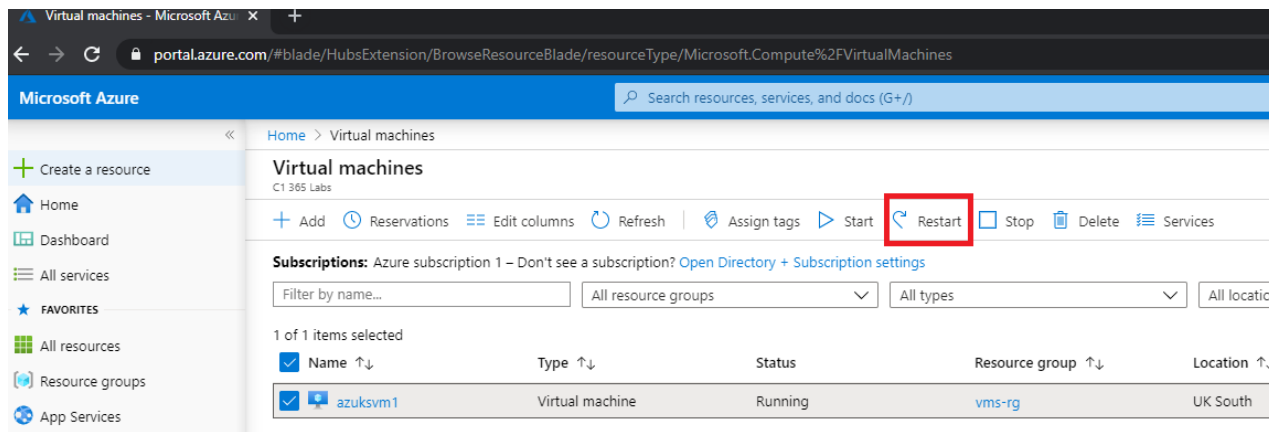 Virtual machines - Microsoft Azu
portal.azure.com/#blade/HubsExtension/BrowseResourceBlade/resourceType/Microsoft.Compute%2FVirtualMachines
Microsoft Azure
Search resources, services, and docs (G+/)
Home > Virtual machines
Create a resource
Home
Dashboard
All services
FAVORITES
All resources
Resource groups
App Services
Virtual machines
C1 365 Labs
Add Reservations Edit columns Refresh Assign tags Start Restart Stop Delete Services
Subscriptions: Azure subscription 1 – Don't see a subscription? Open Directory + Subscription settings
Filter by name... All resource groups All types All locatio
1 of 1 items selected
Name Type Status Resource group Location
azuksvm1 Virtual machine Running vms-rg UK South